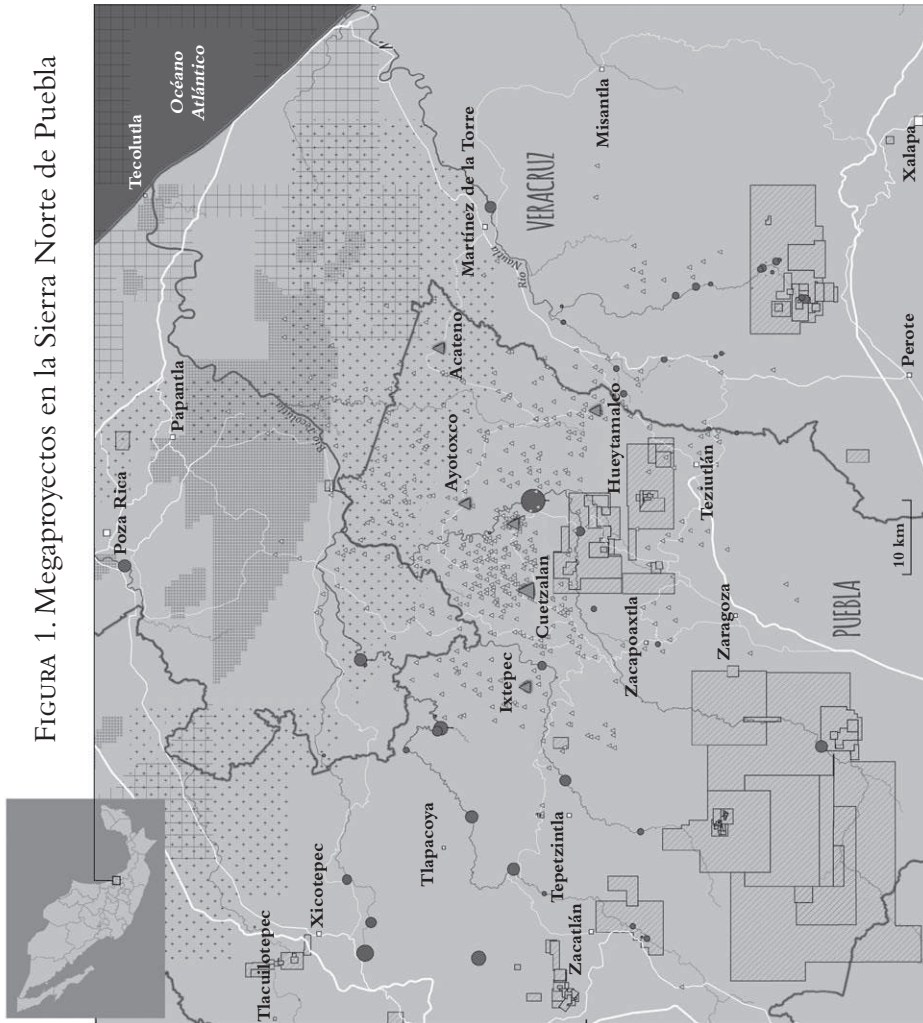 FIGURA 1. Megaproyectos en la Sierra Norte de Puebla
Océano
Atlántico
Tecolutla
Poza Rica
Papantla
Río Tecolutla
Martínez de la Torre
Río Nautla
VERACRUZ
Misantla
Xalapa
Acateno
Ayotoxco
Hueytamalco
Cuetzalan
Ixtepec
Teziutlán
Perote
Zacapoaxtla
Zaragoza
PUEBLA
10 km
Tlapacoya
Tepetzintla
Xicotepec
Tlacuilotepec
Zacatlán